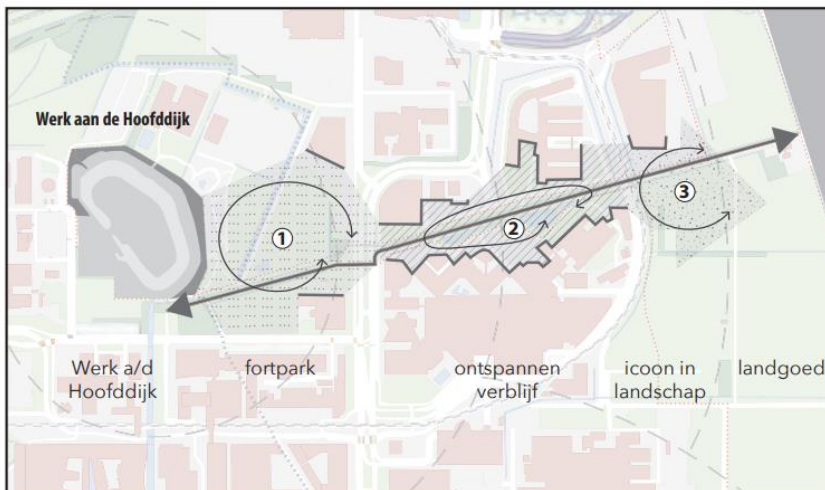 Werk aan de Hoofddijk
1
2
3
Werk a/d
Hoofddijk
fortpark
ontspannen
verblijf
icoon in
landschap
landgoed